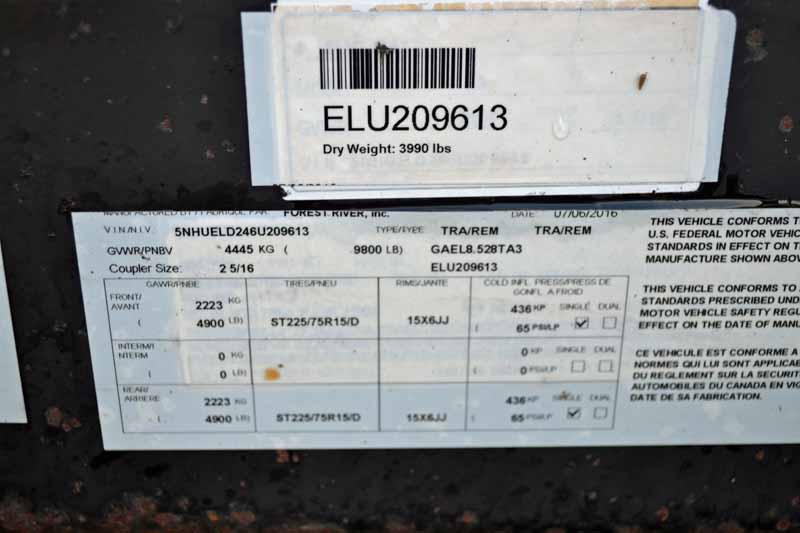 ELU209613
Dry Weight: 3990 lbs
MANUFACTURED BY / FABRIQUE PAR: FOREST RIVER, Inc. DATE: 07/06/2016
V.I.N/N.I.V. 5NHUELD246U209613 TYPE/TYPE TRA/REM TRA/REM
GVWR/PNBV 4445 KG ( 9800 LB) GAEL8.528TA3
Coupler Size: 2 5/16 ELU209613
GAWR/PNBE TIRES/PNEU RIMS/JANTE COLD INFL. PRESS/PRESS DE GONFL. A FROID
FRONT/AVANT 2223 KG 436 KP SINGLE DUAL
( 4900 LB) ST225/75R15/D 15X6JJ ( 65 PSI/LP
INTERM/INTERM 0 KG 0 KP SINGLE DUAL
( 0 LB) ( 0 PSI/LP
REAR/ARRIERE 2223 KG 436 KP SINGLE DUAL
( 4900 LB) ST225/75R15/D 15X6JJ ( 65 PSI/LP
THIS VEHICLE CONFORMS T
U.S. FEDERAL MOTOR VEHIC
STANDARDS IN EFFECT ON T
MANUFACTURE SHOWN ABOV
THIS VEHICLE CONFORMS TO
STANDARDS PRESCRIBED UNDER
MOTOR VEHICLE SAFETY REGU
EFFECT ON THE DATE OF MANU
CE VEHICULE EST CONFORME A
NORMES QUI LUI SONT APPLICABLE
DU REGLEMENT SUR LA SECURIT
AUTOMOBILES DU CANADA EN VIG
DATE DE SA FABRICATION.